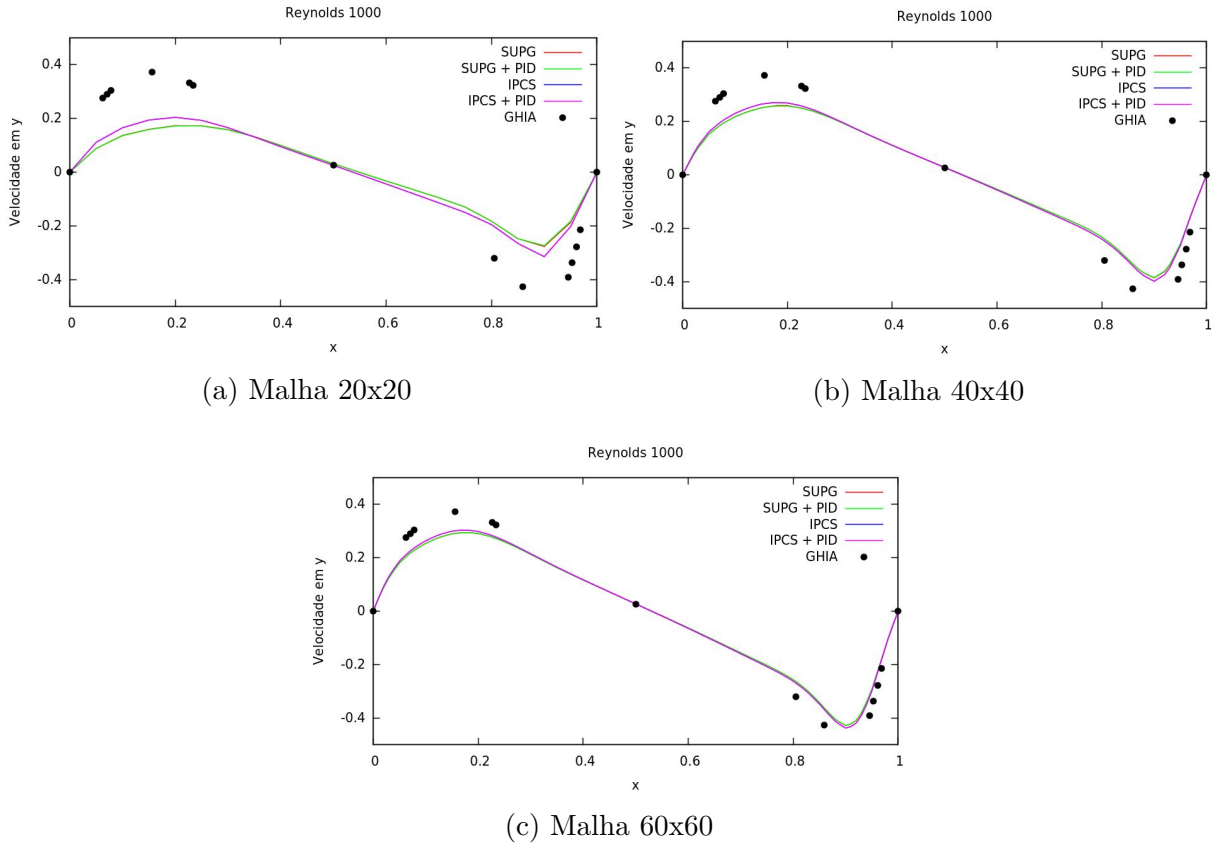 Reynolds 1000
Velocidade em y
0.4
0.2
0
-0.2
-0.4
SUPG
SUPG + PID
IPCS
IPCS + PID
GHIA
0 0.2 0.4 0.6 0.8 1
x
(a) Malha 20x20
Reynolds 1000
Velocidade em y
0.4
0.2
0
-0.2
-0.4
SUPG
SUPG + PID
IPCS
IPCS + PID
GHIA
0 0.2 0.4 0.6 0.8 1
x
(b) Malha 40x40
Reynolds 1000
Velocidade em y
0.4
0.2
0
-0.2
-0.4
SUPG
SUPG + PID
IPCS
IPCS + PID
GHIA
0 0.2 0.4 0.6 0.8 1
x
(c) Malha 60x60